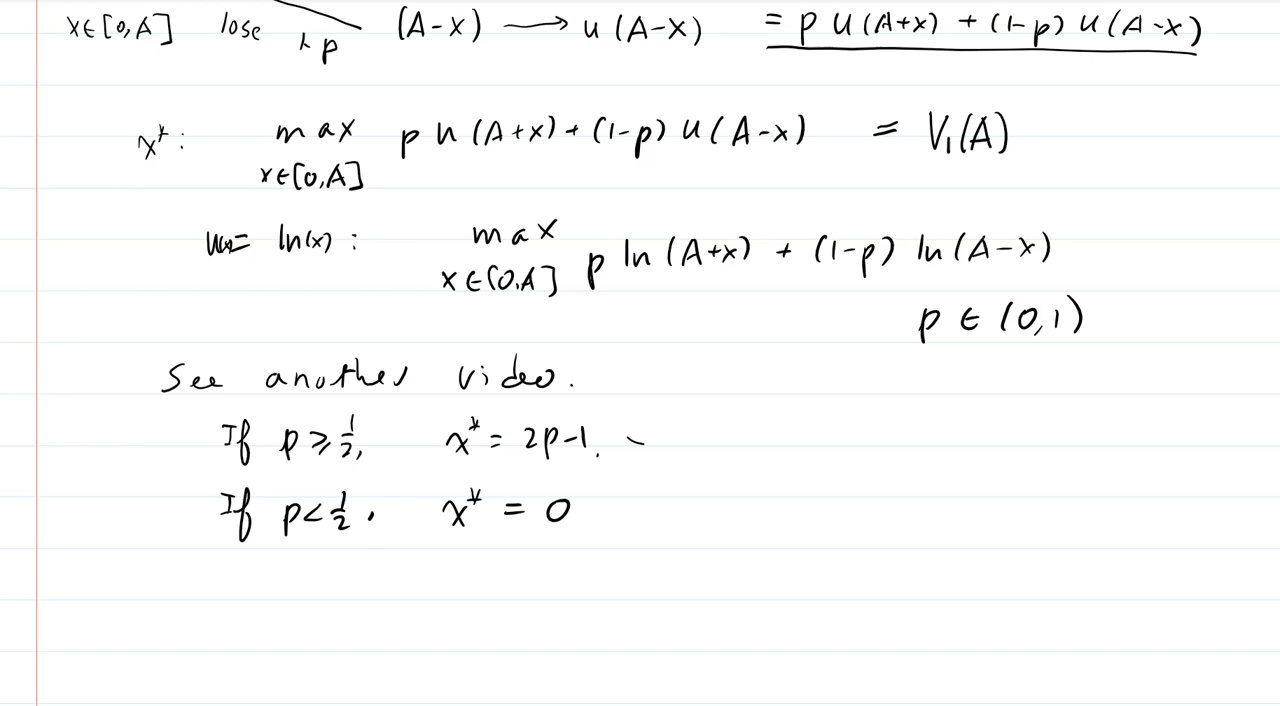 x∈[0,A] lose 1-p (A-x) → u(A-x) = p u(A+x) + (1-p) u(A-x)
x*: max x∈[0,A] p u(A+x) + (1-p) u(A-x) = V₁(A)
u(x)= ln(x): max x∈[0,A] p ln(A+x) + (1-p) ln(A-x)
p ∈ (0,1)
See another video.
If p ≥ 1/2, x* = 2p-1.
If p < 1/2, x* = 0